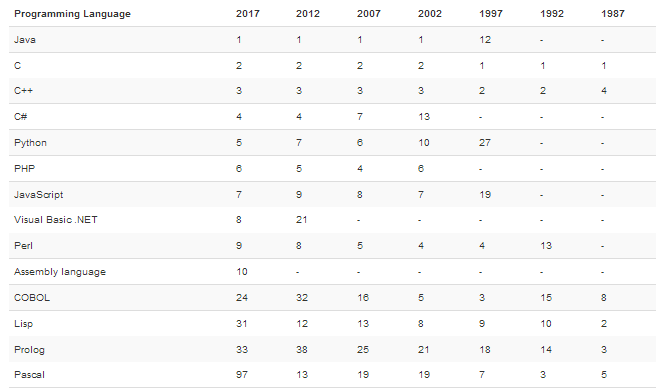 Programming Language 2017 2012 2007 2002 1997 1992 1987
Java 1 1 1 1 12 - -
C 2 2 2 2 1 1 1
C++ 3 3 3 3 2 2 4
C# 4 4 7 13 - - -
Python 5 7 6 10 27 - -
PHP 6 5 4 6 - - -
JavaScript 7 9 8 7 19 - -
Visual Basic .NET 8 21 - - - - -
Perl 9 8 5 4 4 13 -
Assembly language 10 - - - - - -
COBOL 24 32 16 5 3 15 8
Lisp 31 12 13 8 9 10 2
Prolog 33 38 25 21 18 14 3
Pascal 97 13 19 19 7 3 5